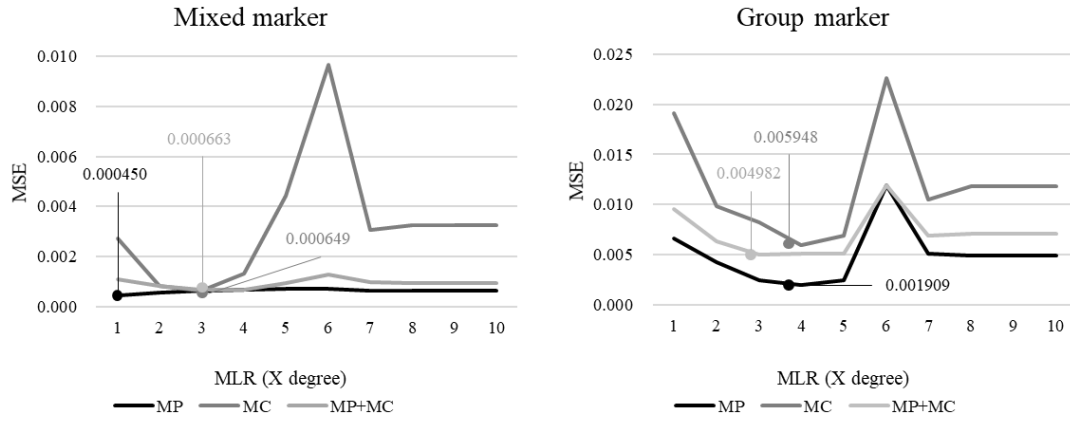 Mixed marker
0.010
0.008
0.006
0.004
0.002
0.000
MSE
0.000450
0.000663
0.000649
1 2 3 4 5 6 7 8 9 10
MLR (X degree)
MP MC MP+MC
Group marker
0.025
0.020
0.015
0.010
0.005
0.000
MSE
0.005948
0.004982
0.001909
1 2 3 4 5 6 7 8 9 10
MLR (X degree)
MP MC MP+MC